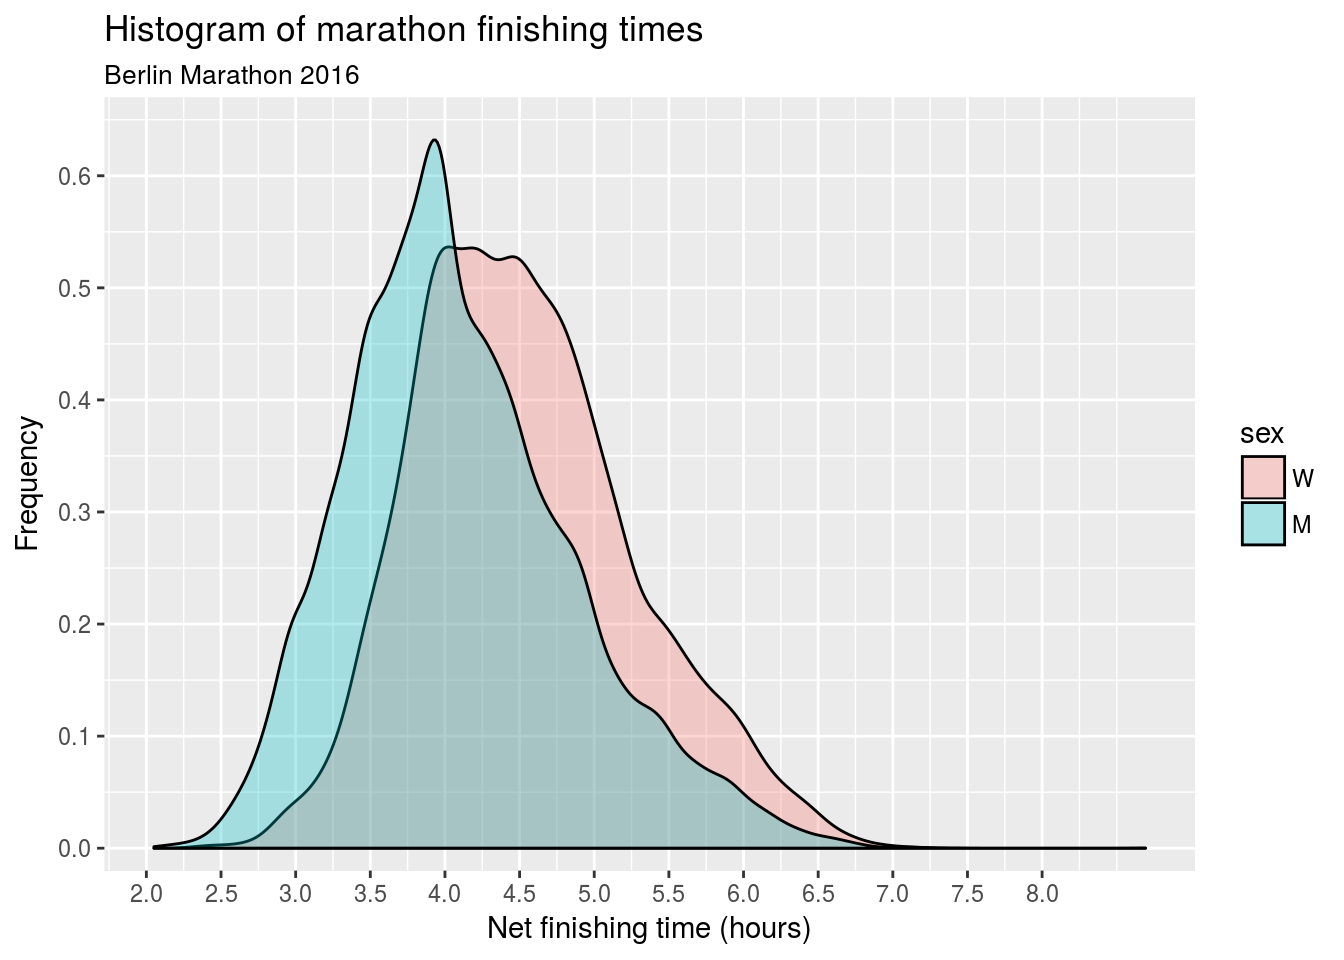 Histogram of marathon finishing times
Berlin Marathon 2016
Frequency
0.6
0.5
0.4
0.3
0.2
0.1
0.0
2.0 2.5 3.0 3.5 4.0 4.5 5.0 5.5 6.0 6.5 7.0 7.5 8.0
Net finishing time (hours)
sex
W
M